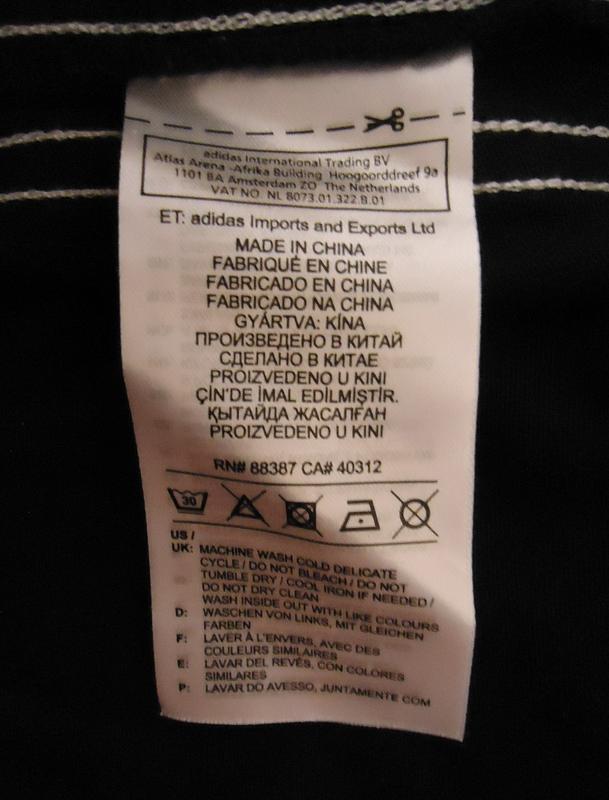 adidas International Trading BV
Atlas Arena -Afrika Building Hoogoorddreef 9a
1101 BA Amsterdam ZO The Netherlands
VAT NO. NL 8073.01.322.B.01
ET: adidas Imports and Exports Ltd
MADE IN CHINA
FABRIQUÉ EN CHINE
FABRICADO EN CHINA
FABRICADO NA CHINA
GYÁRTVA: KÍNA
ПРОИЗВЕДЕНО В КИТАЙ
СДЕЛАНО В КИТАЕ
PROIZVEDENO U KINI
ÇİN'DE İMAL EDİLMİŞTİR.
ҚЫТАЙДА ЖАСАЛҒАН
PROIZVEDENO U KINI
RN# 88387 CA# 40312
30
US /
UK: MACHINE WASH COLD DELICATE
CYCLE / DO NOT BLEACH / DO NOT
TUMBLE DRY / COOL IRON IF NEEDED /
DO NOT DRY CLEAN
WASH INSIDE OUT WITH LIKE COLOURS
D: WASCHEN VON LINKS, MIT GLEICHEN
FARBEN
F: LAVER À L'ENVERS, AVEC DES
COULEURS SIMILAIRES
E: LAVAR DEL REVÉS, CON COLORES
SIMILARES
P: LAVAR DO AVESSO, JUNTAMENTE COM